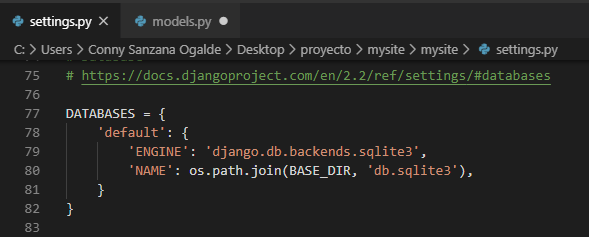 settings.py × models.py
C: > Users > Conny Sanzana Ogalde > Desktop > proyecto > mysite > mysite > settings.py
75 # https://docs.djangoproject.com/en/2.2/ref/settings/#databases
76
77 DATABASES = {
78     'default': {
79         'ENGINE': 'django.db.backends.sqlite3',
80         'NAME': os.path.join(BASE_DIR, 'db.sqlite3'),
81     }
82 }
83